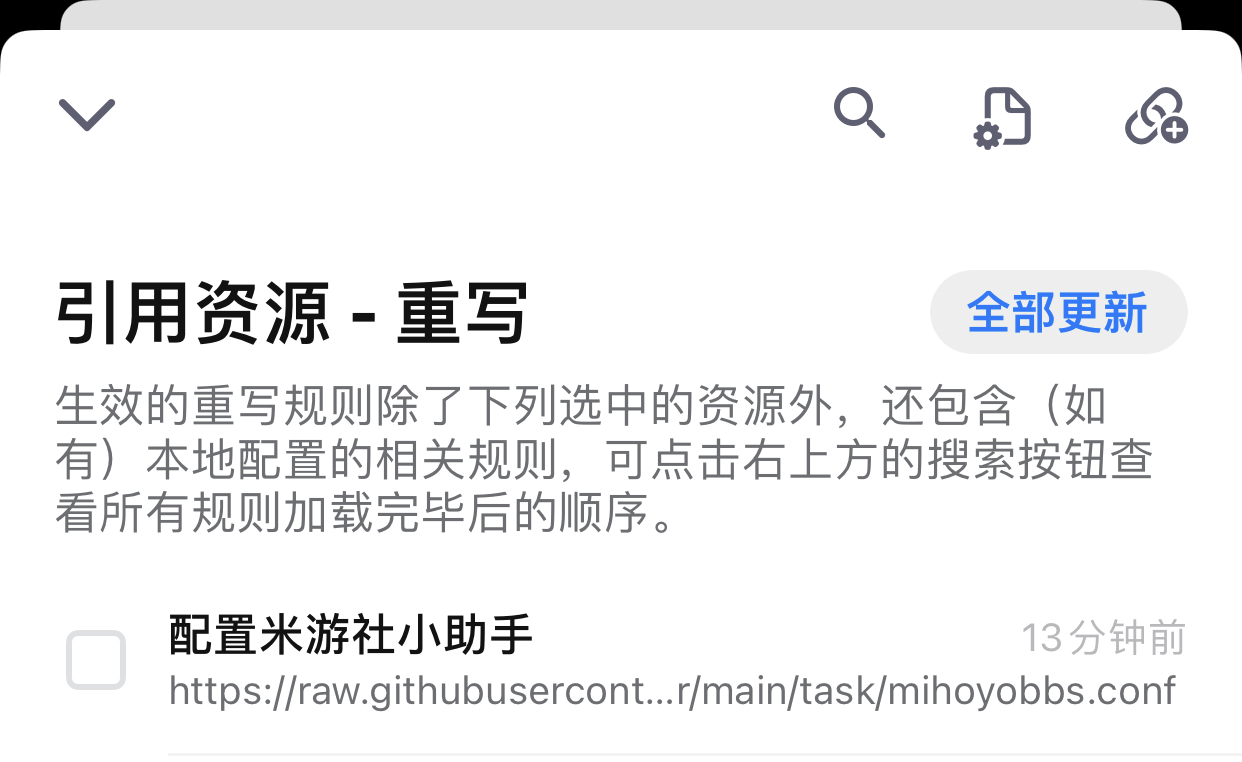 引用资源 - 重写
全部更新
生效的重写规则除了下列选中的资源外，还包含（如
有）本地配置的相关规则，可点击右上方的搜索按钮查
看所有规则加载完毕后的顺序。
配置米游社小助手
13分钟前
https://raw.githubusercont...r/main/task/mihoyobbs.conf